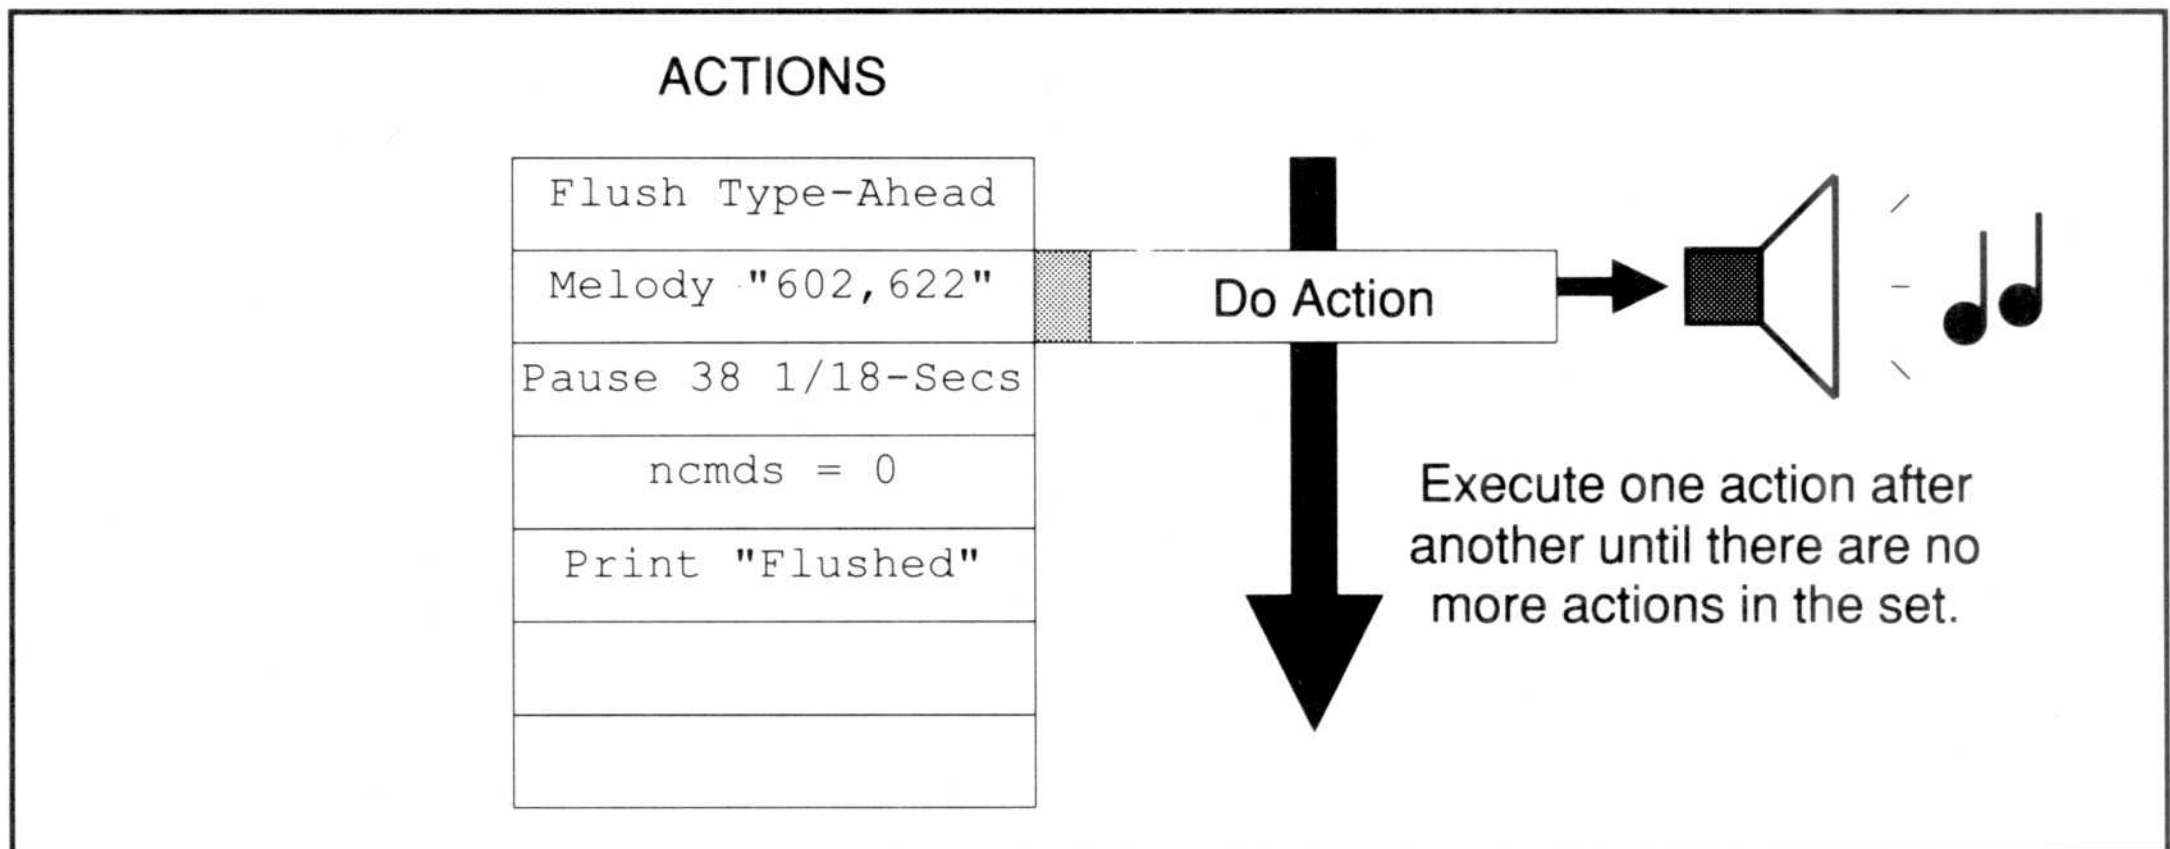 ACTIONS
Flush Type-Ahead
Melody "602,622"
Do Action
Pause 38 1/18-Secs
ncmds = 0
Print "Flushed"
Execute one action after
another until there are no
more actions in the set.